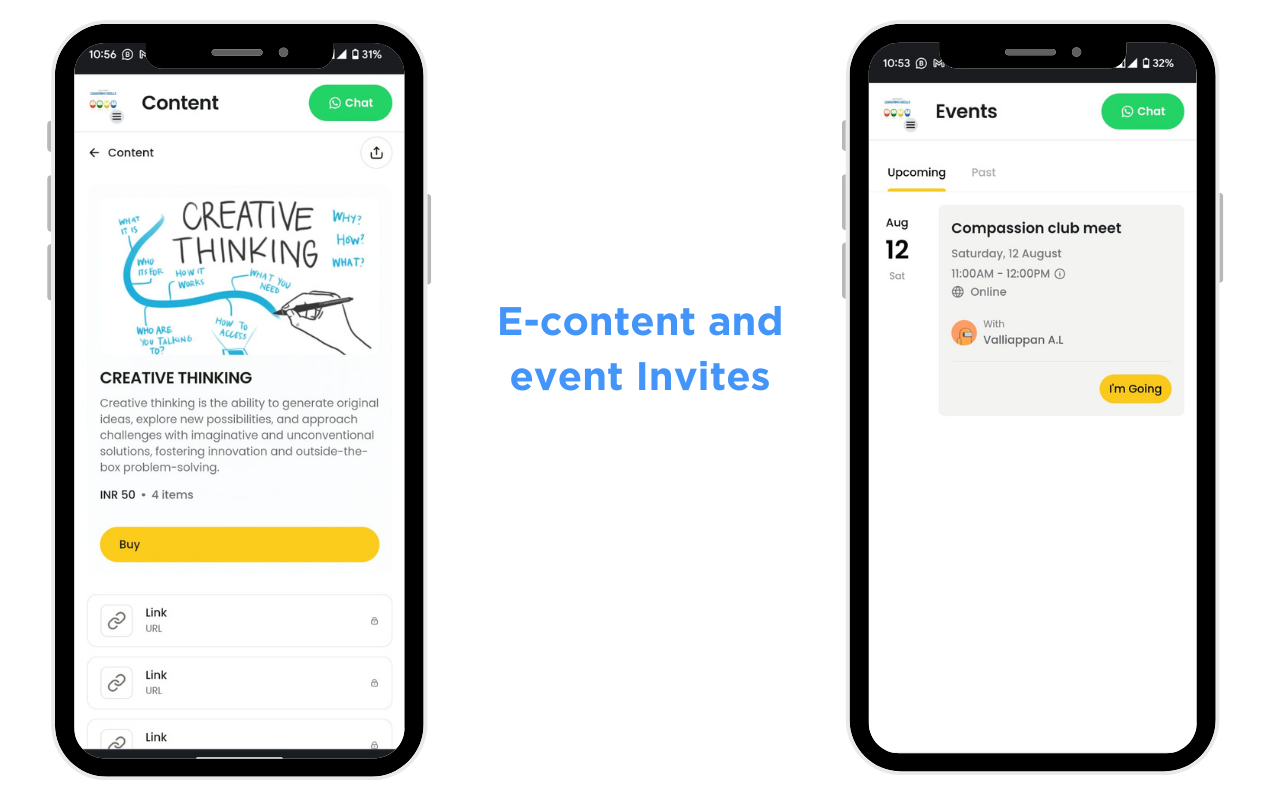 10:56
31%
Content
Chat
Content
CREATIVE
THINKING
WHAT
IT IS
WHO
ITS FOR
HOW IT
WORKS
WHAT YOU
NEED
WHO ARE
YOU TALKING
TO?
HOW TO
ACCESS
WHY?
HOW?
WHAT?
CREATIVE THINKING
Creative thinking is the ability to generate original
ideas, explore new possibilities, and approach
challenges with imaginative and unconventional
solutions, fostering innovation and outside-the-
box problem-solving.
INR 50 • 4 items
Buy
Link
URL
Link
URL
Link
E-content and
event Invites
10:53
32%
Events
Chat
Upcoming Past
Aug
12
Sat
Compassion club meet
Saturday, 12 August
11:00AM - 12:00PM
Online
With
Valliappan A.L
I'm Going